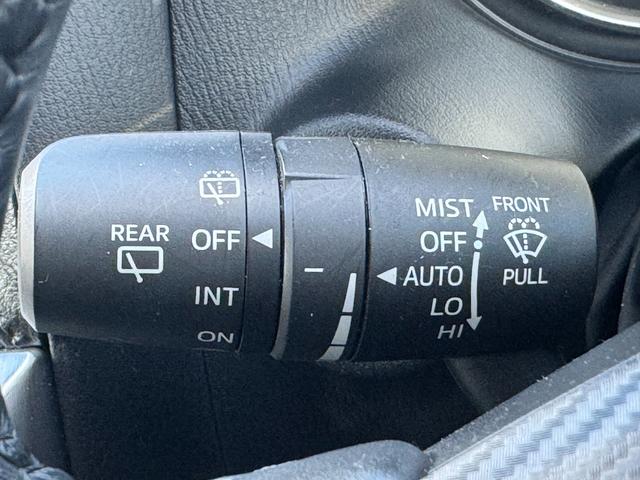 REAR
OFF
INT
ON
MIST
OFF
AUTO
LO
HI
FRONT
PULL